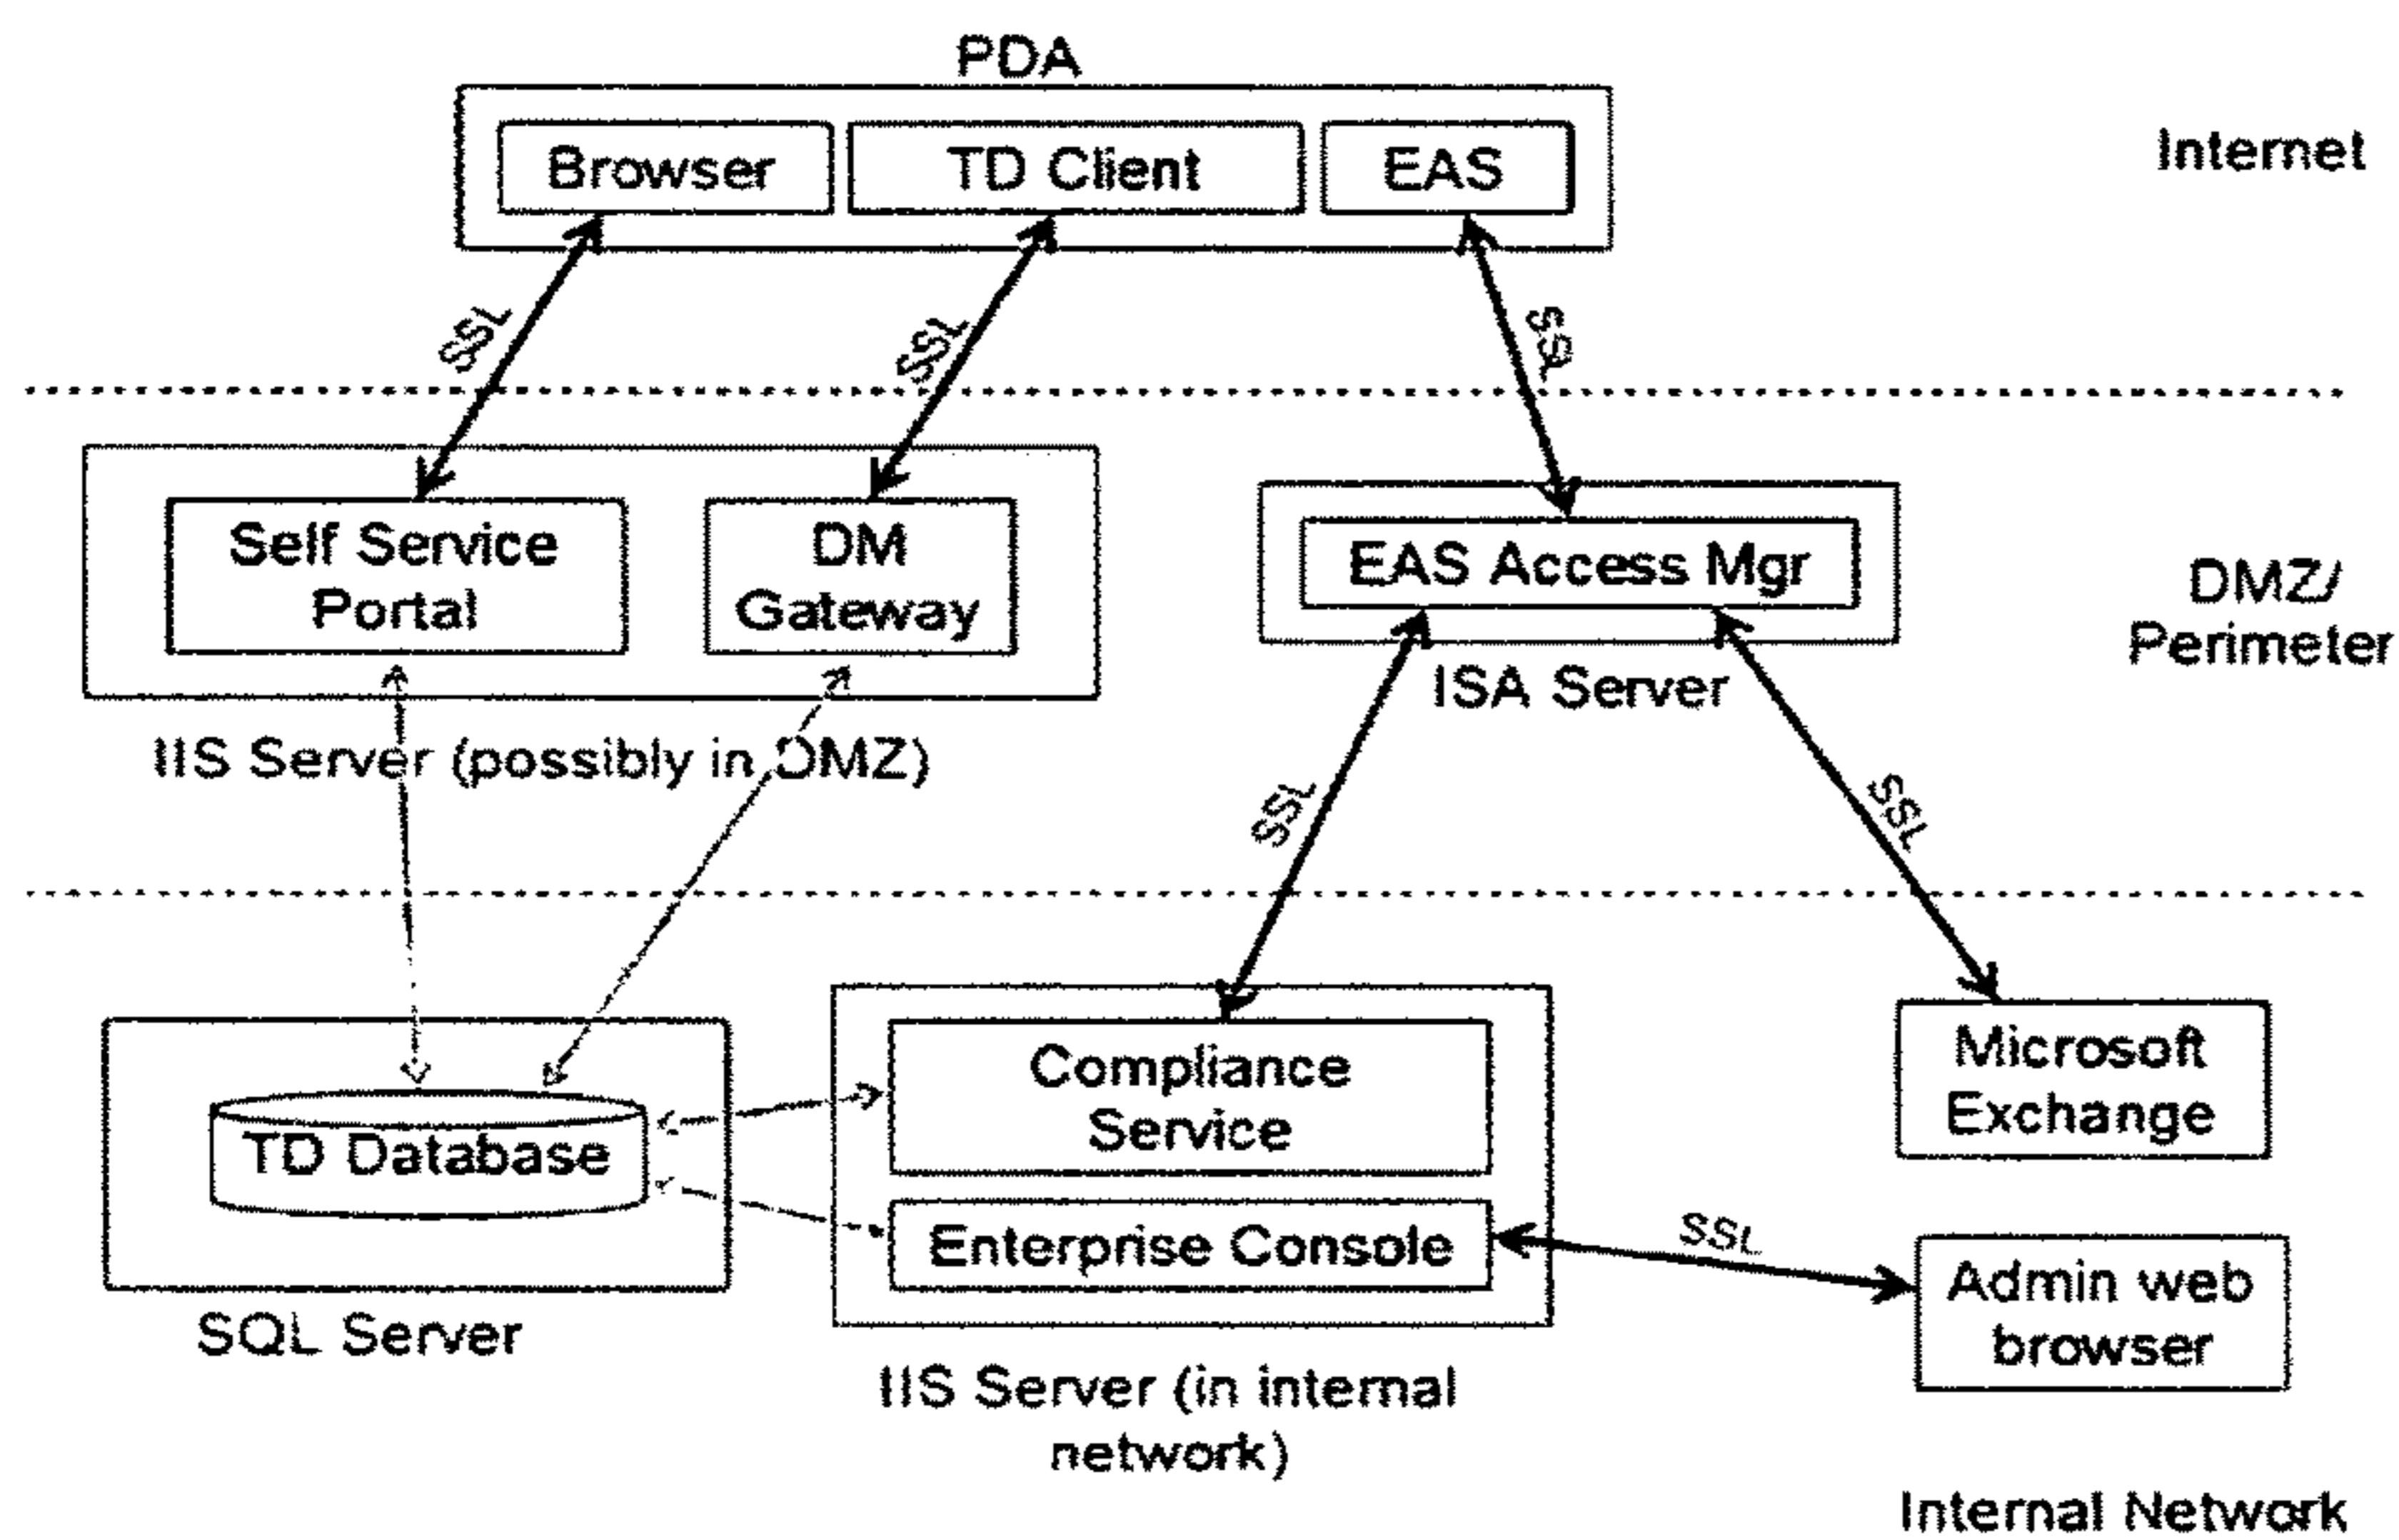 PDA
Browser
TD Client
EAS
Internet
SSL
SSL
SSL
Self Service
Portal
DM
Gateway
EAS Access Mgr
DMZ/
Perimeter
ISA Server
IIS Server (possibly in DMZ)
SSL
SSL
Compliance
Service
Microsoft
Exchange
TD Database
Enterprise Console
SSL
Admin web
browser
SQL Server
IIS Server (in internal
network)
Internal Network